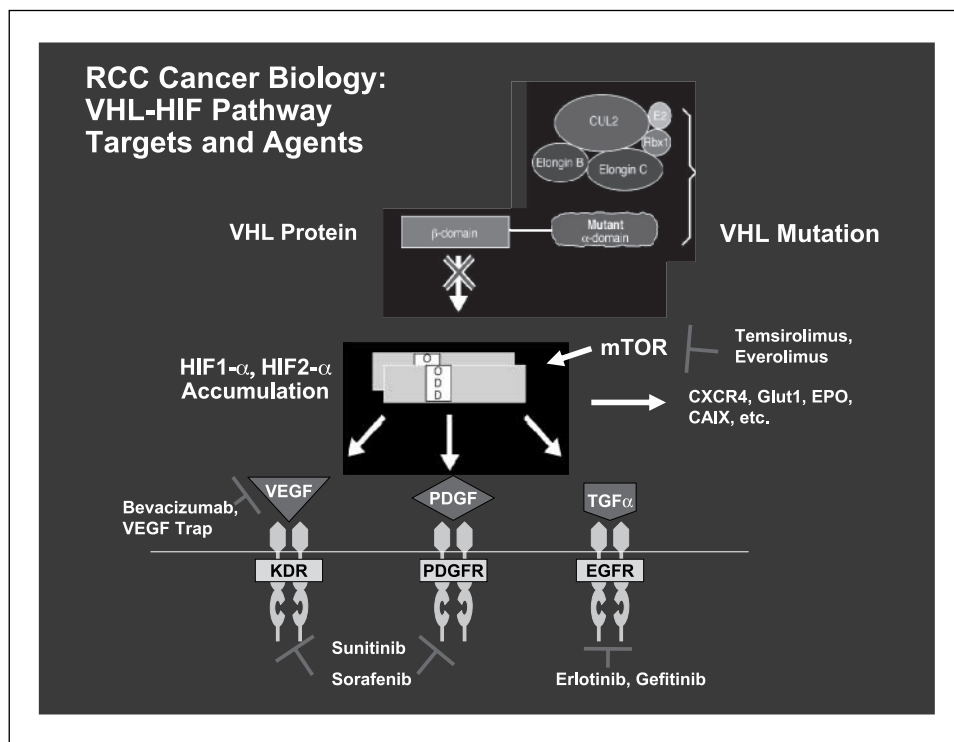 RCC Cancer Biology:
VHL-HIF Pathway
Targets and Agents
CUL2
E2
Rbx1
Elongin B
Elongin C
VHL Protein
β-domain
Mutant
α-domain
VHL Mutation
HIF1-α, HIF2-α
Accumulation
O
O
D
D
mTOR
Temsirolimus,
Everolimus
CXCR4, Glut1, EPO,
CAIX, etc.
Bevacizumab,
VEGF Trap
VEGF
PDGF
TGFα
KDR
PDGFR
EGFR
Sunitinib
Sorafenib
Erlotinib, Gefitinib